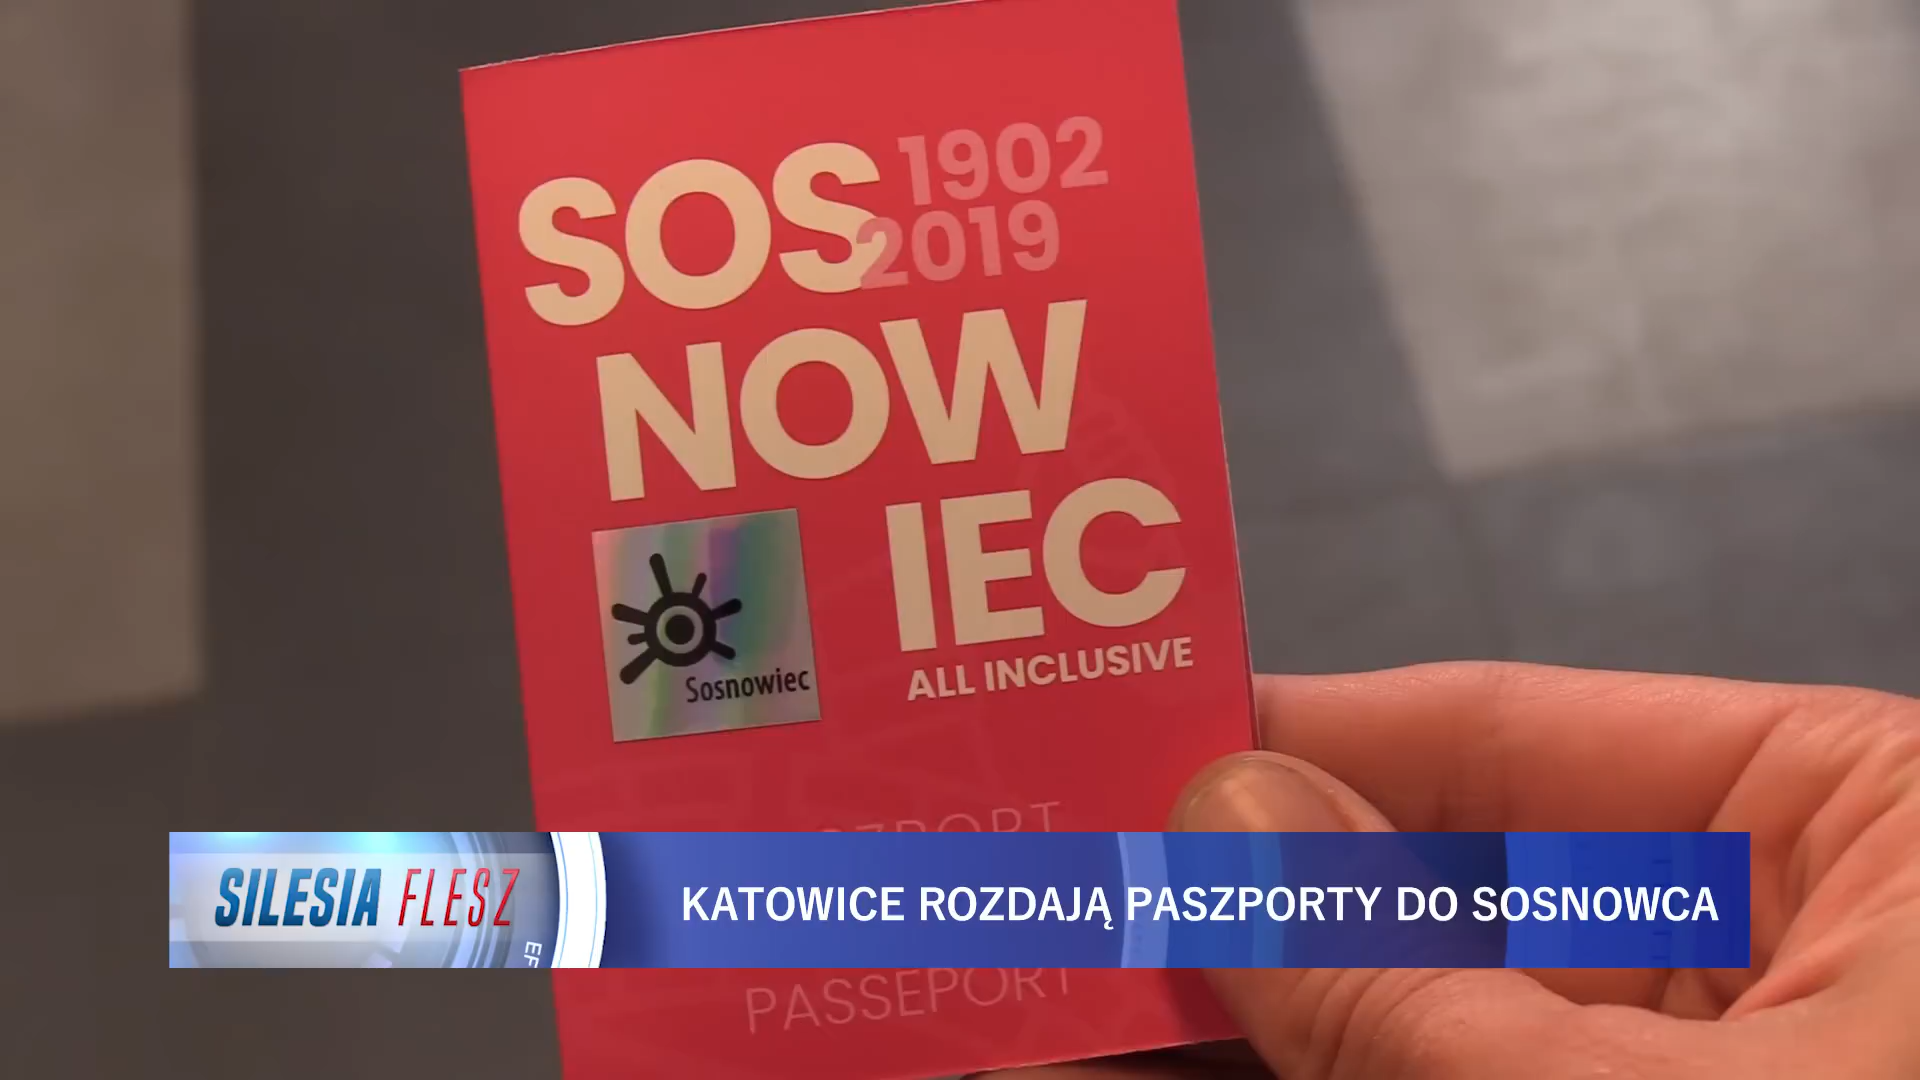 SOS 1902
2019
NOW
IEC
ALL INCLUSIVE
Sosnowiec
SILESIA FLESZ
KATOWICE ROZDAJĄ PASZPORTY DO SOSNOWCA
PASSEPORT